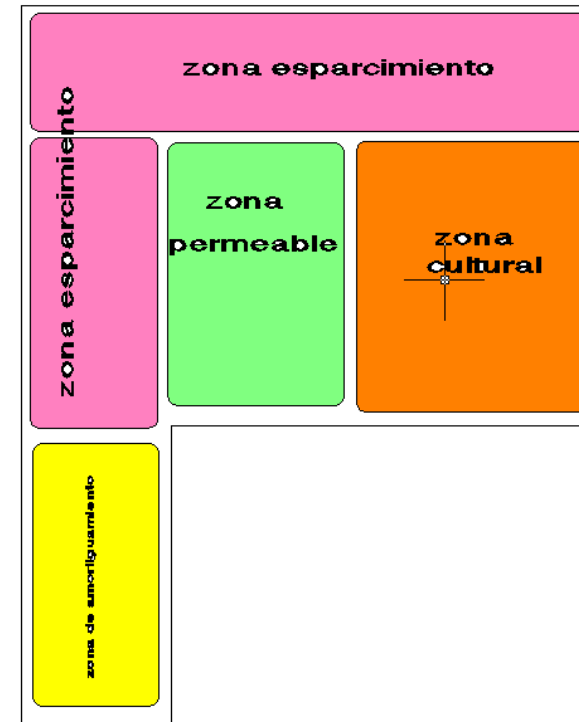 zona esparcimiento
zona esparcimiento
zona
permeable
zona
cultural
zona de amortiguamiento